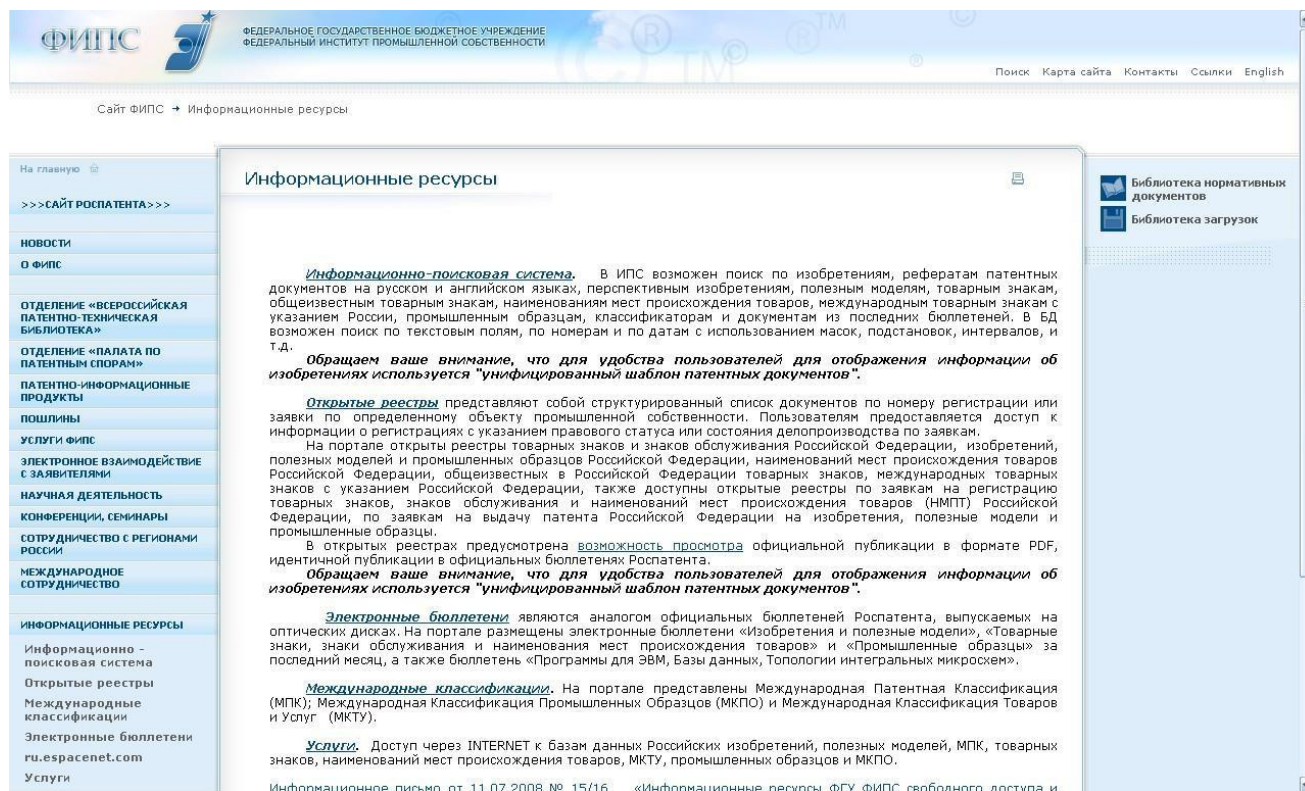 ФИПС
ФЕДЕРАЛЬНОЕ ГОСУДАРСТВЕННОЕ БЮДЖЕТНОЕ УЧРЕЖДЕНИЕ
ФЕДЕРАЛЬНЫЙ ИНСТИТУТ ПРОМЫШЛЕННОЙ СОБСТВЕННОСТИ
Поиск Карта сайта Контакты Ссылки English
Сайт ФИПС → Информационные ресурсы
На главную
>>>САЙТ РОСПАТЕНТА>>>
НОВОСТИ
О ФИПС
ОТДЕЛЕНИЕ «ВСЕРОССИЙСКАЯ
ПАТЕНТНО-ТЕХНИЧЕСКАЯ
БИБЛИОТЕКА»
ОТДЕЛЕНИЕ «ПАЛАТА ПО
ПАТЕНТНЫМ СПОРАМ»
ПАТЕНТНО-ИНФОРМАЦИОННЫЕ
ПРОДУКТЫ
ПОШЛИНЫ
УСЛУГИ ФИПС
ЭЛЕКТРОННОЕ ВЗАИМОДЕЙСТВИЕ
С ЗАЯВИТЕЛЯМИ
НАУЧНАЯ ДЕЯТЕЛЬНОСТЬ
КОНФЕРЕНЦИИ, СЕМИНАРЫ
СОТРУДНИЧЕСТВО С РЕГИОНАМИ
РОССИИ
МЕЖДУНАРОДНОЕ
СОТРУДНИЧЕСТВО
ИНФОРМАЦИОННЫЕ РЕСУРСЫ
Информационно -
поисковая система
Открытые реестры
Международные
классификации
Электронные бюллетени
ru.espacenet.com
Услуги
Информационные ресурсы
Информационно-поисковая система. В ИПС возможен поиск по изобретениям, рефератам патентных
документов на русском и английском языках, перспективным изобретениям, полезным моделям, товарным знакам,
общеизвестным товарным знакам, наименованиям мест происхождения товаров, международным товарным знакам с
указанием России, промышленным образцам, классификаторам и документам из последних бюллетеней. В БД
возможен поиск по текстовым полям, по номерам и по датам с использованием масок, подстановок, интервалов, и
т.д.
Обращаем ваше внимание, что для удобства пользователей для отображения информации об
изобретениях используется "унифицированный шаблон патентных документов".
Открытые реестры представляют собой структурированный список документов по номеру регистрации или
заявки по определенному объекту промышленной собственности. Пользователям предоставляется доступ к
информации о регистрациях с указанием правового статуса или состояния делопроизводства по заявкам.
На портале открыты реестры товарных знаков и знаков обслуживания Российской Федерации, изобретений,
полезных моделей и промышленных образцов Российской Федерации, наименований мест происхождения товаров
Российской Федерации, общеизвестных в Российской Федерации товарных знаков, международных товарных
знаков с указанием Российской Федерации, также доступны открытые реестры по заявкам на регистрацию
товарных знаков, знаков обслуживания и наименований мест происхождения товаров (НМПТ) Российской
Федерации, по заявкам на выдачу патента Российской Федерации на изобретения, полезные модели и
промышленные образцы.
В открытых реестрах предусмотрена возможность просмотра официальной публикации в формате PDF,
идентичной публикации в официальных бюллетенях Роспатента.
Обращаем ваше внимание, что для удобства пользователей для отображения информации об
изобретениях используется "унифицированный шаблон патентных документов".
Электронные бюллетени являются аналогом официальных бюллетеней Роспатента, выпускаемых на
оптических дисках. На портале размещены электронные бюллетени «Изобретения и полезные модели», «Товарные
знаки, знаки обслуживания и наименования мест происхождения товаров» и «Промышленные образцы» за
последний месяц, а также бюллетень «Программы для ЭВМ, Базы данных, Топологии интегральных микросхем».
Международные классификации. На портале представлены Международная Патентная Классификация
(МПК); Международная Классификация Промышленных Образцов (МКПО) и Международная Классификация Товаров
и Услуг (МКТУ).
Услуги. Доступ через INTERNET к базам данных Российских изобретений, полезных моделей, МПК, товарных
знаков, наименований мест происхождения товаров, МКТУ, промышленных образцов и МКПО.
Информационное письмо от 11.07.2008 № 15/16 «Информационные ресурсы ФГУ ФИПС свободного доступа и
Библиотека нормативных
документов
Библиотека загрузок